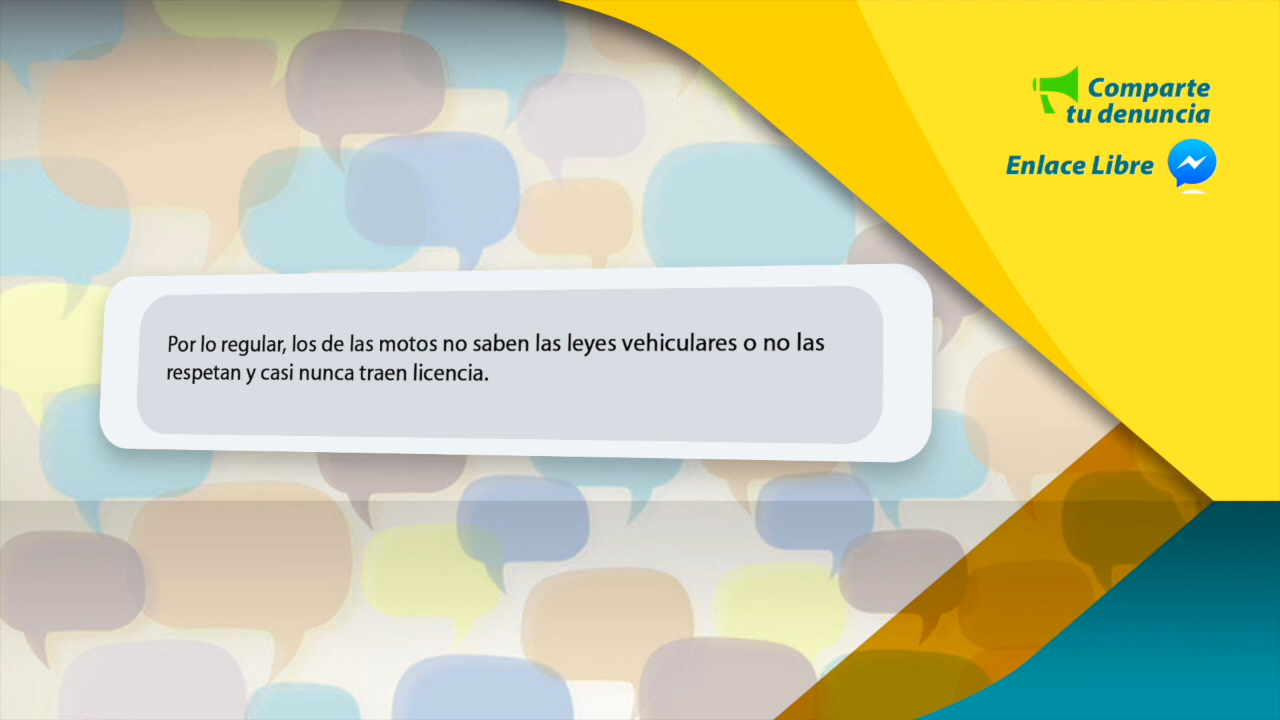 Comparte
tu denuncia
Enlace Libre
Por lo regular, los de las motos no saben las leyes vehiculares o no las
respetan y casi nunca traen licencia.